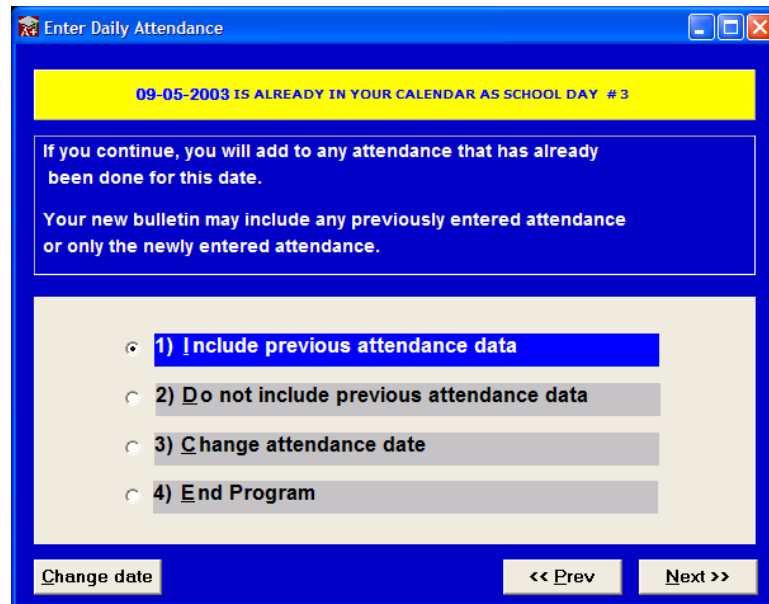 Enter Daily Attendance
09-05-2003 IS ALREADY IN YOUR CALENDAR AS SCHOOL DAY # 3
If you continue, you will add to any attendance that has already
been done for this date.
Your new bulletin may include any previously entered attendance
or only the newly entered attendance.
1) Include previous attendance data
2) Do not include previous attendance data
3) Change attendance date
4) End Program
Change date
<< Prev
Next >>